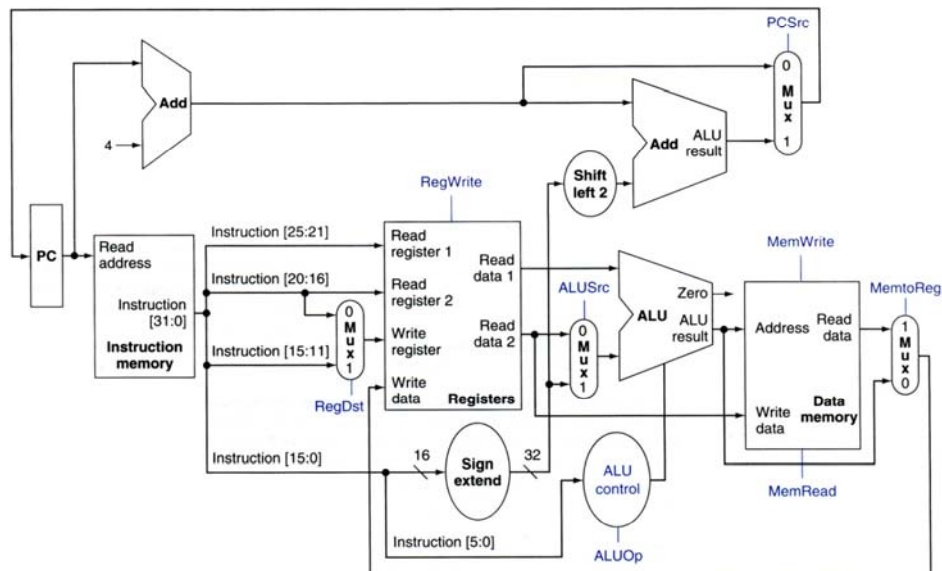 PCSrc
0
M
u
x
1
Add
4
Add
ALU
result
Shift
left 2
RegWrite
PC
Read
address
Instruction
[31:0]
Instruction
memory
Instruction [25:21]
Instruction [20:16]
Instruction [15:11]
Instruction [15:0]
0
M
u
x
1
RegDst
Read
register 1
Read
register 2
Write
register
Write
data
Read
data 1
Read
data 2
Registers
ALUSrc
0
M
u
x
1
Zero
ALU
ALU
result
MemWrite
Address
Read
data
Write
data
Data
memory
MemRead
MemtoReg
1
M
u
x
0
16
Sign
extend
32
ALU
control
ALUOp
Instruction [5:0]